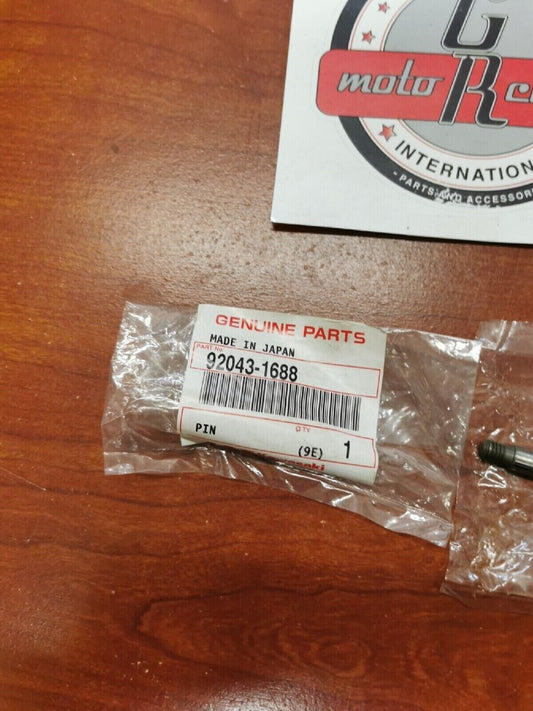 G
moto
R
INTERNATION
- PARTS AND ACCESSOR
GENUINE PARTS
MADE IN JAPAN
PART No.
92043-1688
QTY
PIN
(9E) 1